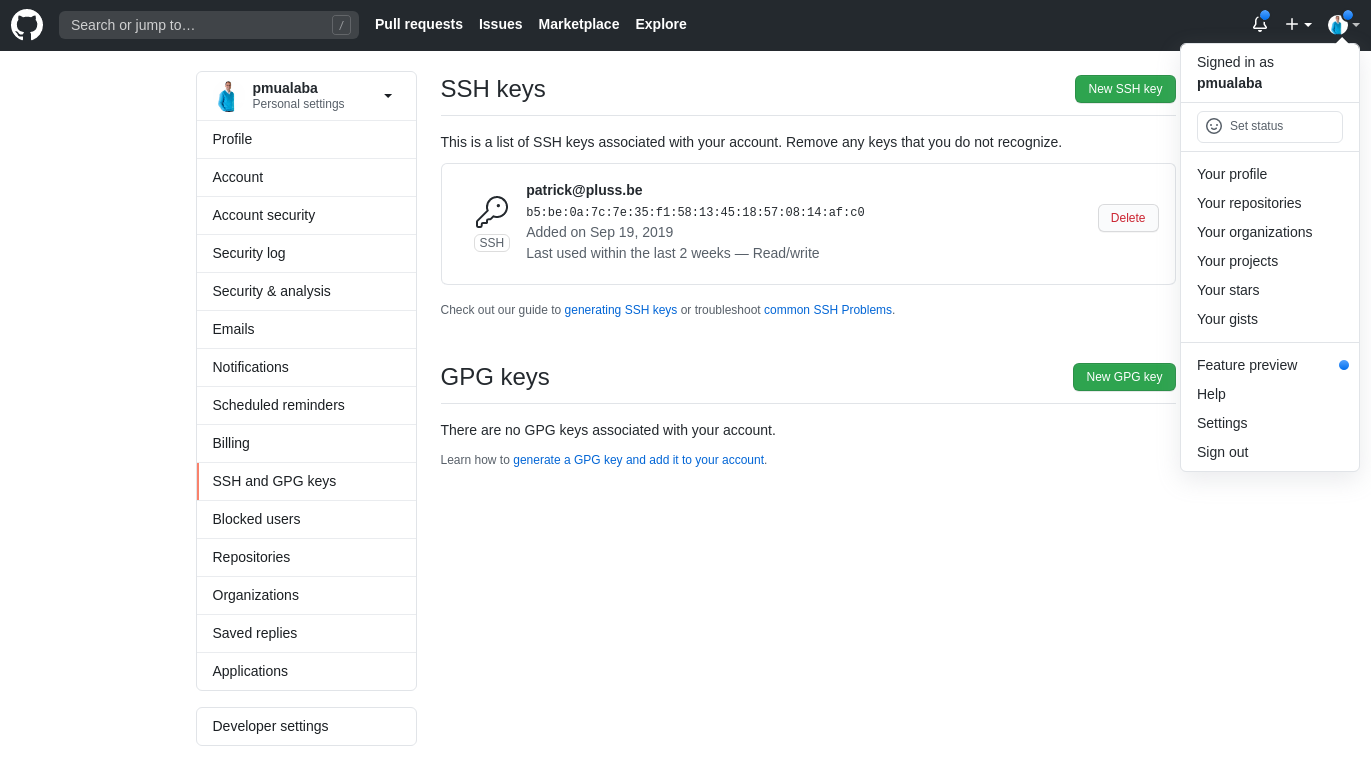 Search or jump to…
/
Pull requests
Issues
Marketplace
Explore
Signed in as
pmualaba
Set status
Your profile
Your repositories
Your organizations
Your projects
Your stars
Your gists
Feature preview
Help
Settings
Sign out
pmualaba
Personal settings
Profile
Account
Account security
Security log
Security & analysis
Emails
Notifications
Scheduled reminders
Billing
SSH and GPG keys
Blocked users
Repositories
Organizations
Saved replies
Applications
Developer settings
SSH keys
New SSH key
This is a list of SSH keys associated with your account. Remove any keys that you do not recognize.
SSH
patrick@pluss.be
b5:be:0a:7c:7e:35:f1:58:13:45:18:57:08:14:af:c0
Added on Sep 19, 2019
Last used within the last 2 weeks — Read/write
Delete
Check out our guide to generating SSH keys or troubleshoot common SSH Problems.
GPG keys
New GPG key
There are no GPG keys associated with your account.
Learn how to generate a GPG key and add it to your account.